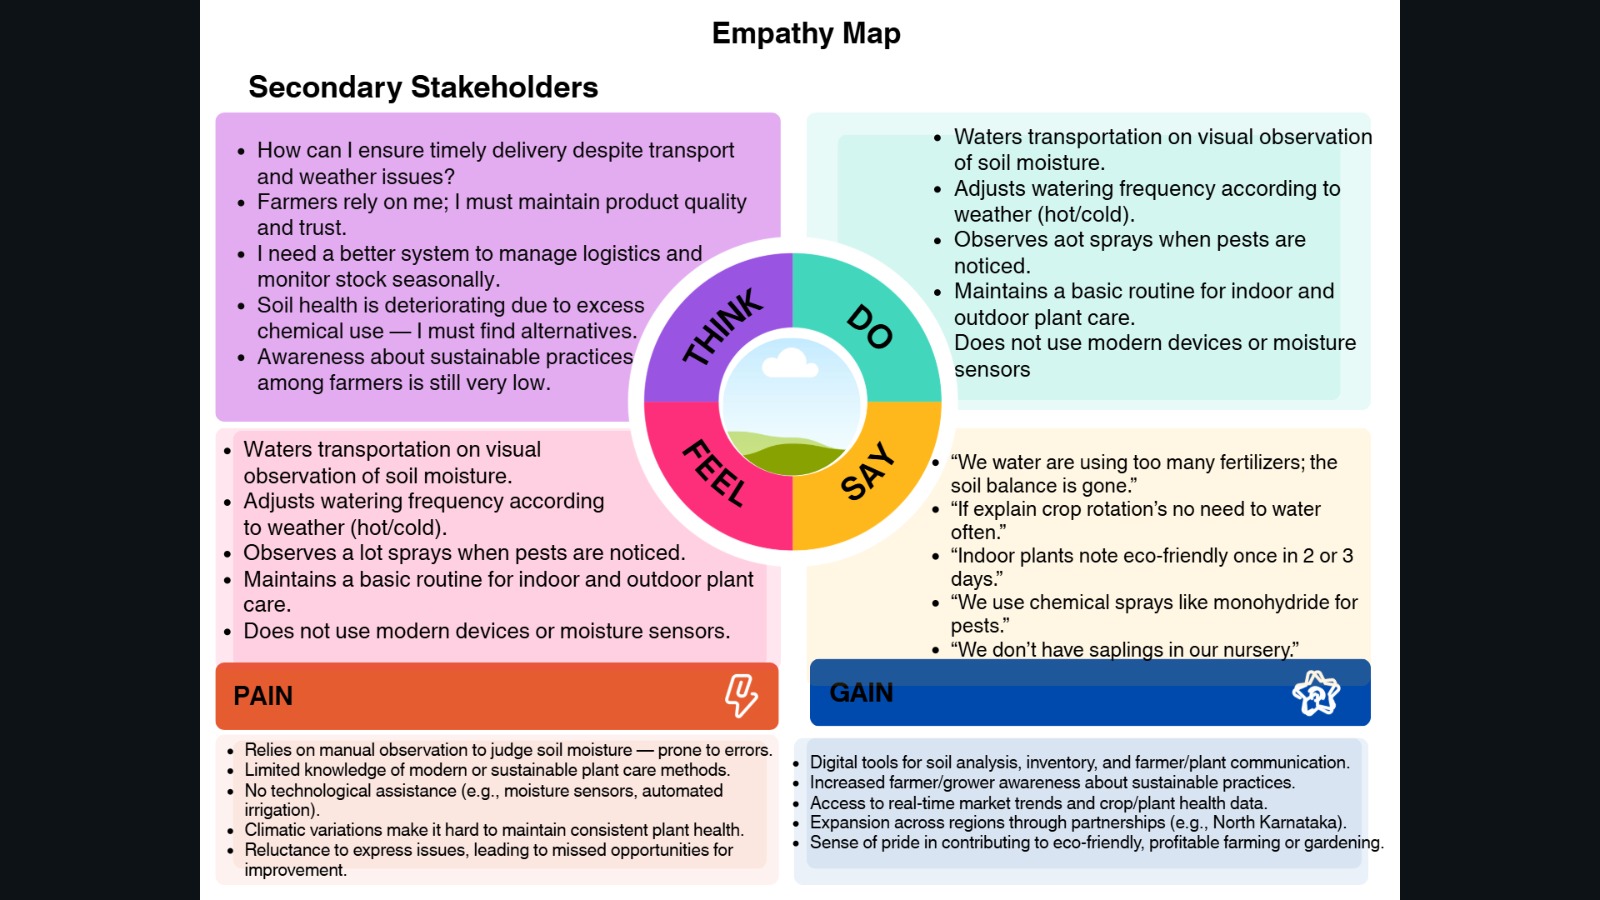 Empathy Map
Secondary Stakeholders
How can I ensure timely delivery despite transport
and weather issues?
Farmers rely on me; I must maintain product quality
and trust.
I need a better system to manage logistics and
monitor stock seasonally.
Soil health is deteriorating due to excess
chemical use — I must find alternatives.
Awareness about sustainable practices
among farmers is still very low.
Waters transportation on visual observation
of soil moisture.
Adjusts watering frequency according to
weather (hot/cold).
Observes aot sprays when pests are
noticed.
Maintains a basic routine for indoor and
outdoor plant care.
Does not use modern devices or moisture
sensors
THINK
DO
FEEL
SAY
Waters transportation on visual
observation of soil moisture.
Adjusts watering frequency according
to weather (hot/cold).
Observes a lot sprays when pests are noticed.
Maintains a basic routine for indoor and outdoor plant
care.
Does not use modern devices or moisture sensors.
“We water are using too many fertilizers; the
soil balance is gone.”
“If explain crop rotation’s no need to water
often.”
“Indoor plants note eco-friendly once in 2 or 3
days.”
“We use chemical sprays like monohydride for
pests.”
“We don’t have saplings in our nursery.”
PAIN
Relies on manual observation to judge soil moisture — prone to errors.
Limited knowledge of modern or sustainable plant care methods.
No technological assistance (e.g., moisture sensors, automated
irrigation).
Climatic variations make it hard to maintain consistent plant health.
Reluctance to express issues, leading to missed opportunities for
improvement.
GAIN
Digital tools for soil analysis, inventory, and farmer/plant communication.
Increased farmer/grower awareness about sustainable practices.
Access to real-time market trends and crop/plant health data.
Expansion across regions through partnerships (e.g., North Karnataka).
Sense of pride in contributing to eco-friendly, profitable farming or gardening.